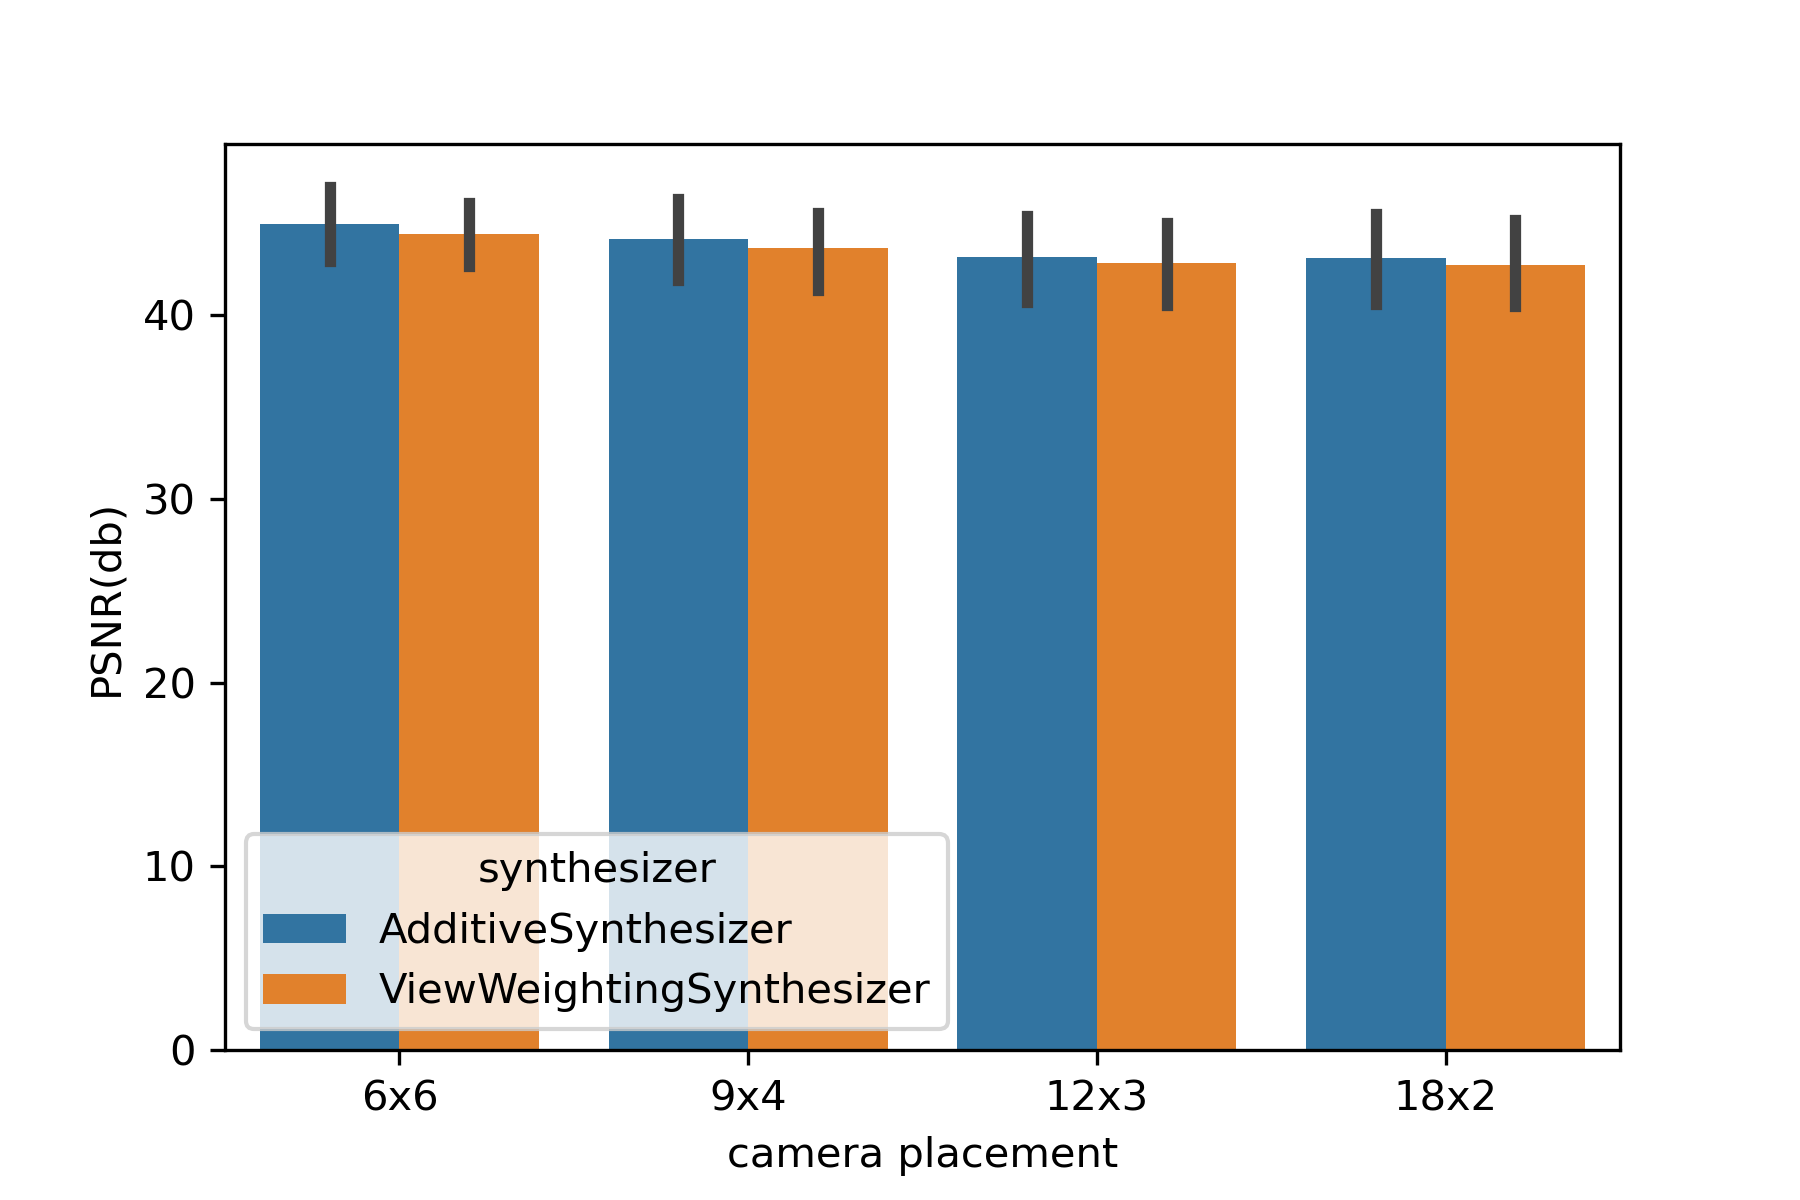 PSNR(db)
40
30
20
10
0
synthesizer
AdditiveSynthesizer
ViewWeightingSynthesizer
6x6 9x4 12x3 18x2
camera placement